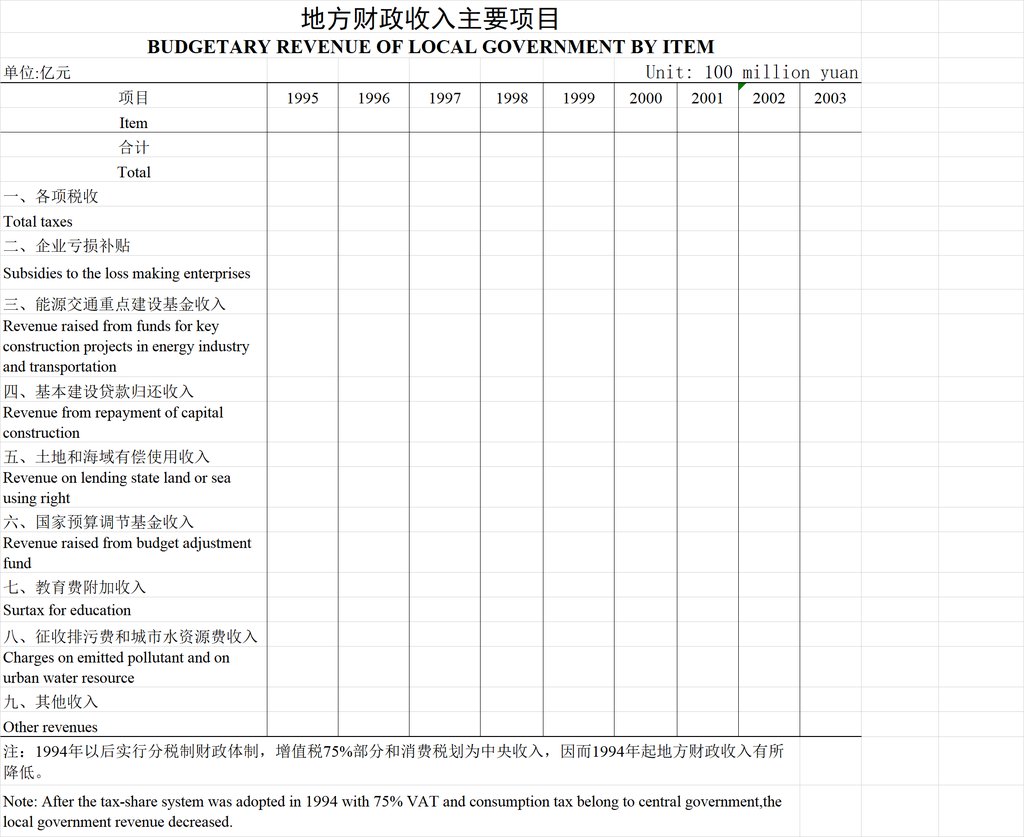 地方财政收入主要项目
BUDGETARY REVENUE OF LOCAL GOVERNMENT BY ITEM
单位:亿元 Unit: 100 million yuan
项目 1995 1996 1997 1998 1999 2000 2001 2002 2003
Item
合计
Total
一、各项税收
Total taxes
二、企业亏损补贴
Subsidies to the loss making enterprises
三、能源交通重点建设基金收入
Revenue raised from funds for key
construction projects in energy industry
and transportation
四、基本建设贷款归还收入
Revenue from repayment of capital
construction
五、土地和海域有偿使用收入
Revenue on lending state land or sea
using right
六、国家预算调节基金收入
Revenue raised from budget adjustment
fund
七、教育费附加收入
Surtax for education
八、征收排污费和城市水资源费收入
Charges on emitted pollutant and on
urban water resource
九、其他收入
Other revenues
注：1994年以后实行分税制财政体制，增值税75%部分和消费税划为中央收入，因而1994年起地方财政收入有所
降低。
Note: After the tax-share system was adopted in 1994 with 75% VAT and consumption tax belong to central government,the
local government revenue decreased.